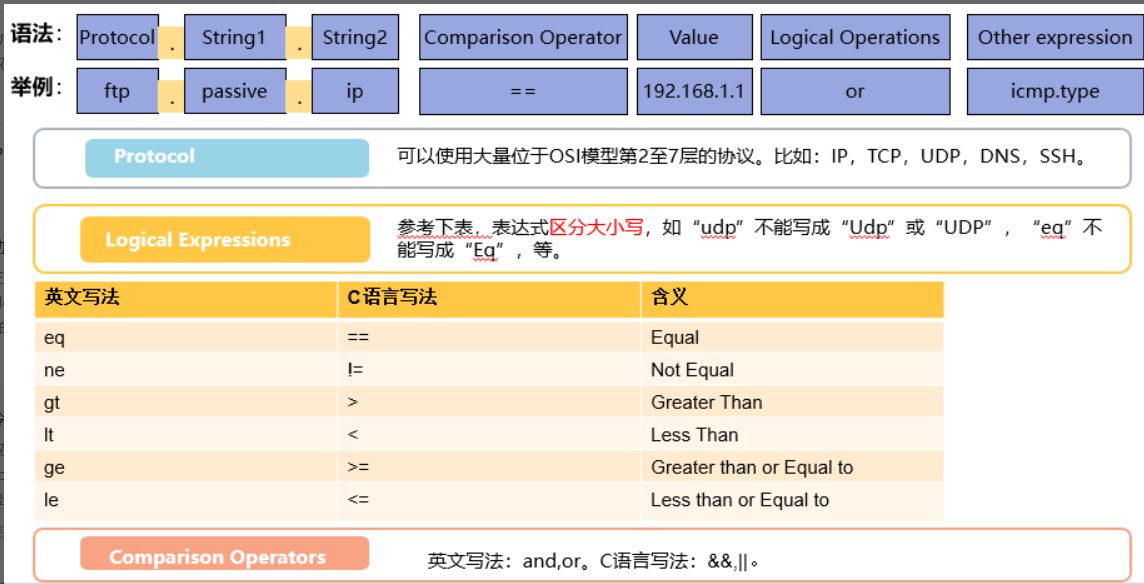 语法： Protocol . String1 . String2 Comparison Operator Value Logical Operations Other expression
举例： ftp . passive . ip == 192.168.1.1 or icmp.type
Protocol 可以使用大量位于OSI模型第2至7层的协议。比如：IP，TCP，UDP，DNS，SSH。
Logical Expressions 参考下表，表达式区分大小写，如“udp”不能写成“Udp”或“UDP”，“eq”不
能写成“Eq”，等。
英文写法 C语言写法 含义
eq == Equal
ne != Not Equal
gt > Greater Than
lt < Less Than
ge >= Greater than or Equal to
le <= Less than or Equal to
Comparison Operators 英文写法：and,or。C语言写法：&&,||。